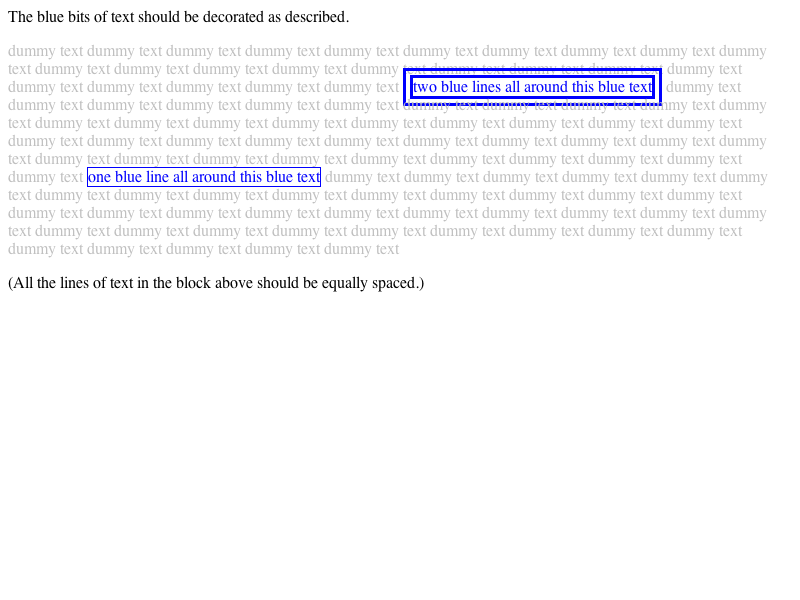 The blue bits of text should be decorated as described.
dummy text dummy text dummy text dummy text dummy text dummy text dummy text dummy text dummy text dummy
text dummy text dummy text dummy text dummy text dummy text dummy text dummy text dummy text dummy text
dummy text dummy text dummy text dummy text dummy text two blue lines all around this blue text dummy text
dummy text dummy text dummy text dummy text dummy text dummy text dummy text dummy text dummy text dummy
text dummy text dummy text dummy text dummy text dummy text dummy text dummy text dummy text dummy text
dummy text dummy text dummy text dummy text dummy text dummy text dummy text dummy text dummy text dummy
text dummy text dummy text dummy text dummy text dummy text dummy text dummy text dummy text dummy text
dummy text one blue line all around this blue text dummy text dummy text dummy text dummy text dummy text dummy
text dummy text dummy text dummy text dummy text dummy text dummy text dummy text dummy text dummy text
dummy text dummy text dummy text dummy text dummy text dummy text dummy text dummy text dummy text dummy
text dummy text dummy text dummy text dummy text dummy text dummy text dummy text dummy text dummy text
dummy text dummy text dummy text dummy text dummy text
(All the lines of text in the block above should be equally spaced.)